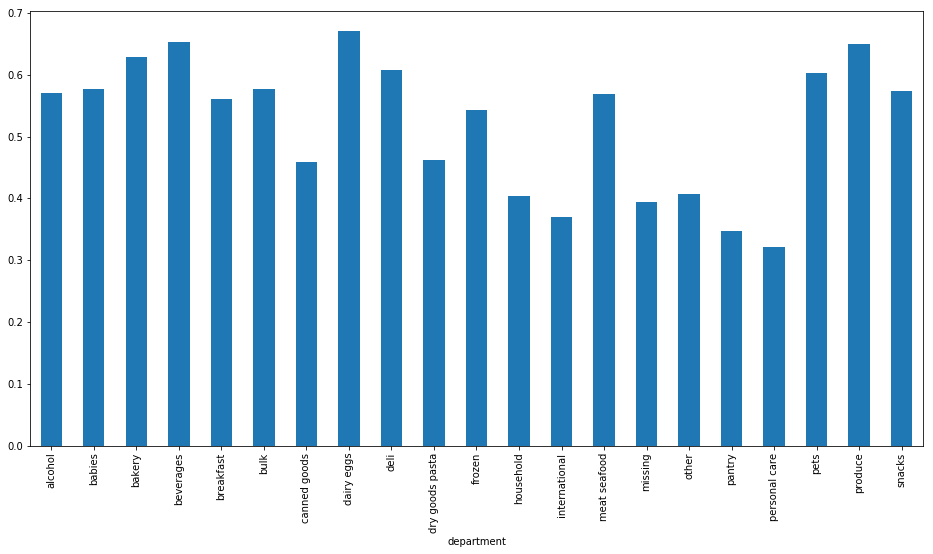 0.7
0.6
0.5
0.4
0.3
0.2
0.1
0.0
alcohol
babies
bakery
beverages
breakfast
bulk
canned goods
dairy eggs
deli
dry goods pasta
frozen
household
international
meat seafood
missing
other
pantry
personal care
pets
produce
snacks
department